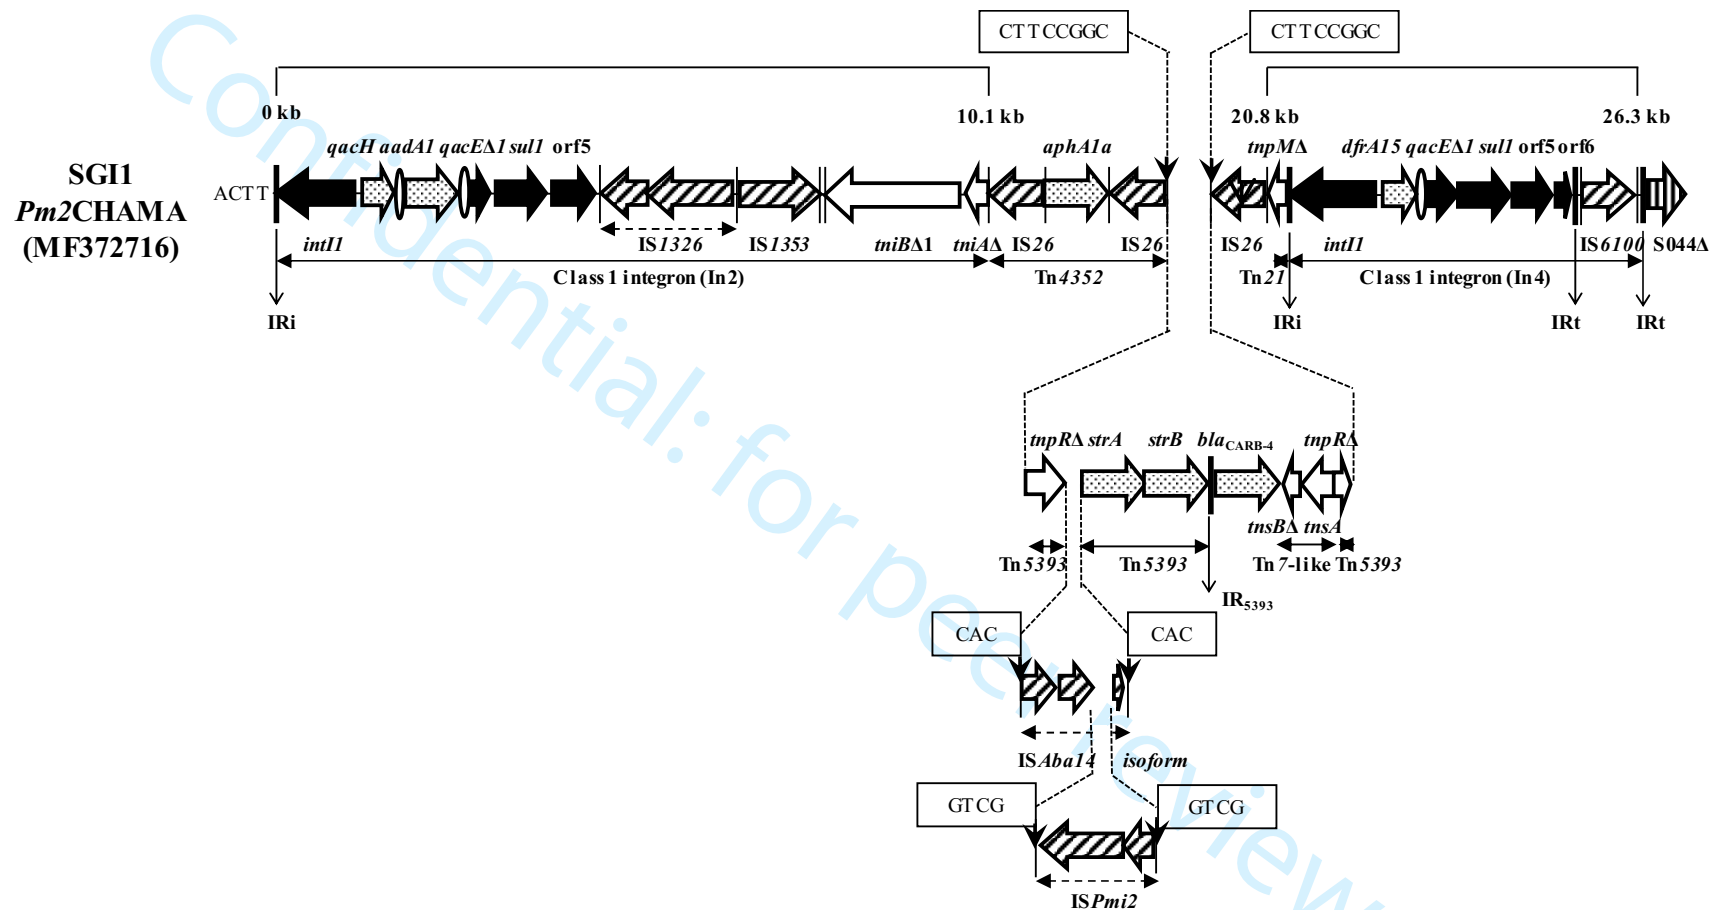 CTTCCGGC CTTCCGGC
0 kb 10.1 kb 20.8 kb 26.3 kb
qacH aadA1 qacEΔ1 sul1 orf5 aphA1a tnpMΔ dfrA15 qacEΔ1 sul1 orf5 orf6
SGI1
Pm2CHAMA
(MF372716)
ACTT
intI1 IS1326 IS1353 tniBΔ1 tniAΔ IS26 IS26 IS26 intI1 IS6100 S044Δ
Class 1 integron (In2) Tn4352 Tn21 Class 1 integron (In4)
IRi IRi IRt IRt
tnpRΔ strA strB blaCARB-4 tnpRΔ
tnsBΔ tnsA
Tn5393 Tn5393 Tn7-like Tn5393
IR5393
CAC CAC
ISAba14 isoform
GTCG GTCG
ISPmi2
Confidential: for peer review